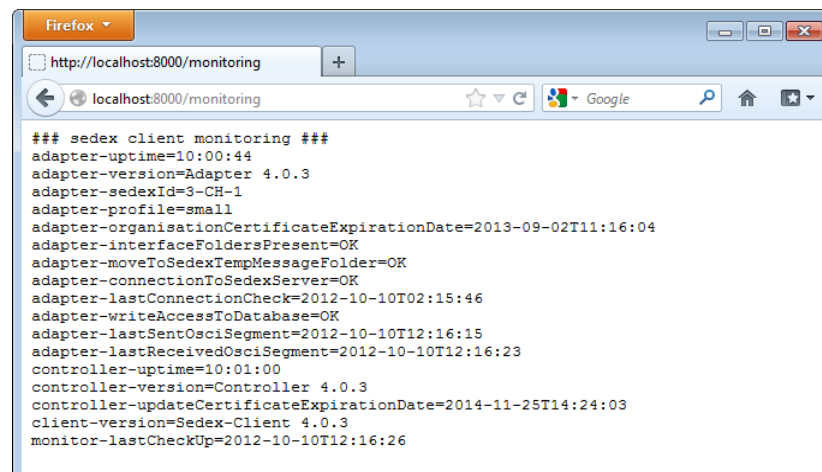 Firefox
http://localhost:8000/monitoring
localhost:8000/monitoring
Google
### sedex client monitoring ###
adapter-uptime=10:00:44
adapter-version=Adapter 4.0.3
adapter-sedexId=3-CH-1
adapter-profile=small
adapter-organisationCertificateExpirationDate=2013-09-02T11:16:04
adapter-interfaceFoldersPresent=OK
adapter-moveToSedexTempMessageFolder=OK
adapter-connectionToSedexServer=OK
adapter-lastConnectionCheck=2012-10-10T02:15:46
adapter-writeAccessToDatabase=OK
adapter-lastSentOsciSegment=2012-10-10T12:16:15
adapter-lastReceivedOsciSegment=2012-10-10T12:16:23
controller-uptime=10:01:00
controller-version=Controller 4.0.3
controller-updateCertificateExpirationDate=2014-11-25T14:24:03
client-version=Sedex-Client 4.0.3
monitor-lastCheckUp=2012-10-10T12:16:26